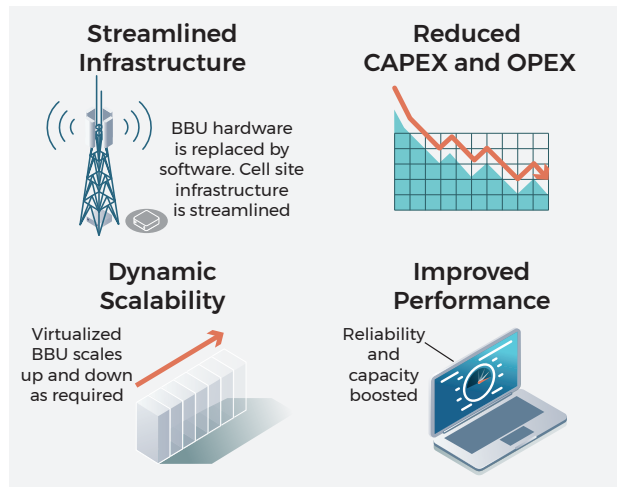 Streamlined
Infrastructure
BBU hardware
is replaced by
software. Cell site
infrastructure
is streamlined
Reduced
CAPEX and OPEX
Dynamic
Scalability
Virtualized
BBU scales
up and down
as required
Improved
Performance
Reliability
and
capacity
boosted